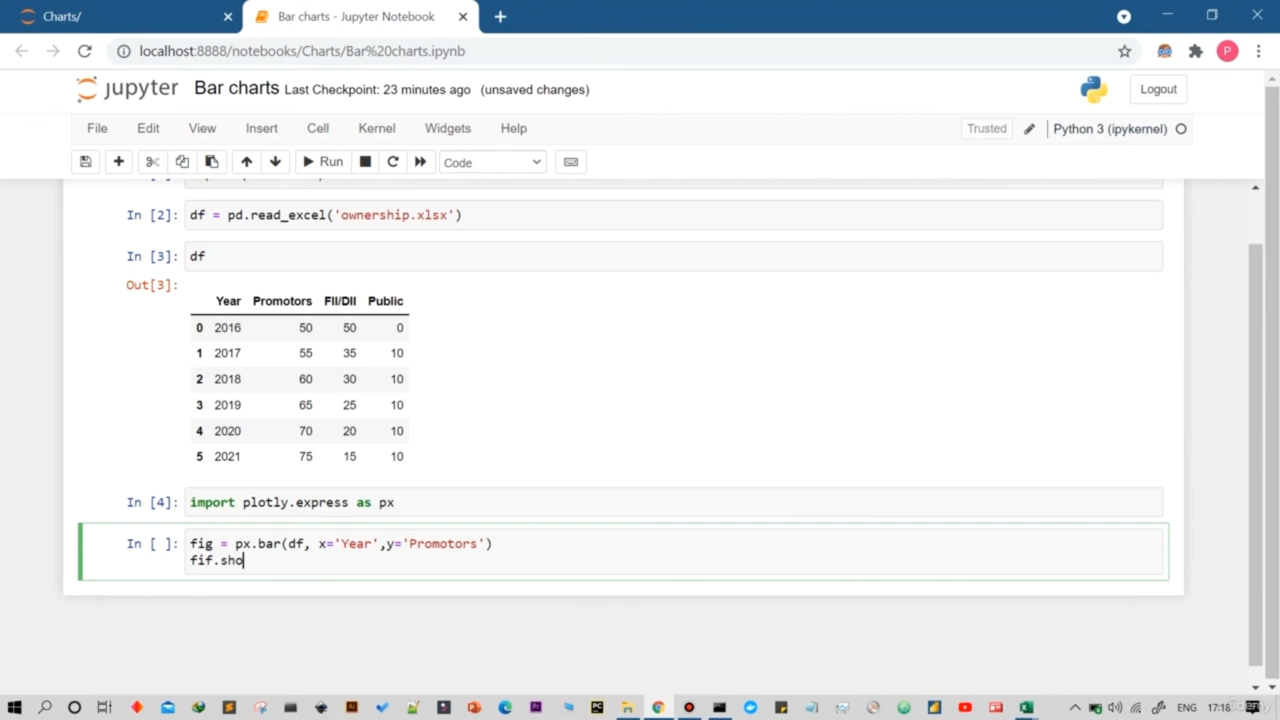 Charts/
Bar charts - Jupyter Notebook
localhost:8888/notebooks/Charts/Bar%20charts.ipynb
P
jupyter Bar charts Last Checkpoint: 23 minutes ago (unsaved changes)
Logout
File Edit View Insert Cell Kernel Widgets Help
Trusted
Python 3 (ipykernel)
Run
Code
In [2]: df = pd.read_excel('ownership.xlsx')
In [3]: df
Out[3]:
Year Promotors FII/DII Public
0 2016 50 50 0
1 2017 55 35 10
2 2018 60 30 10
3 2019 65 25 10
4 2020 70 20 10
5 2021 75 15 10
In [4]: import plotly.express as px
In [ ]: fig = px.bar(df, x='Year',y='Promotors')
fif.sho
ENG 17:18